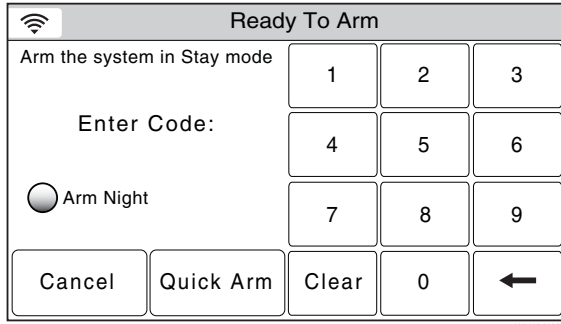 Ready To Arm
Arm the system in Stay mode
Enter Code:
Arm Night
1 2 3
4 5 6
7 8 9
Cancel Quick Arm Clear 0